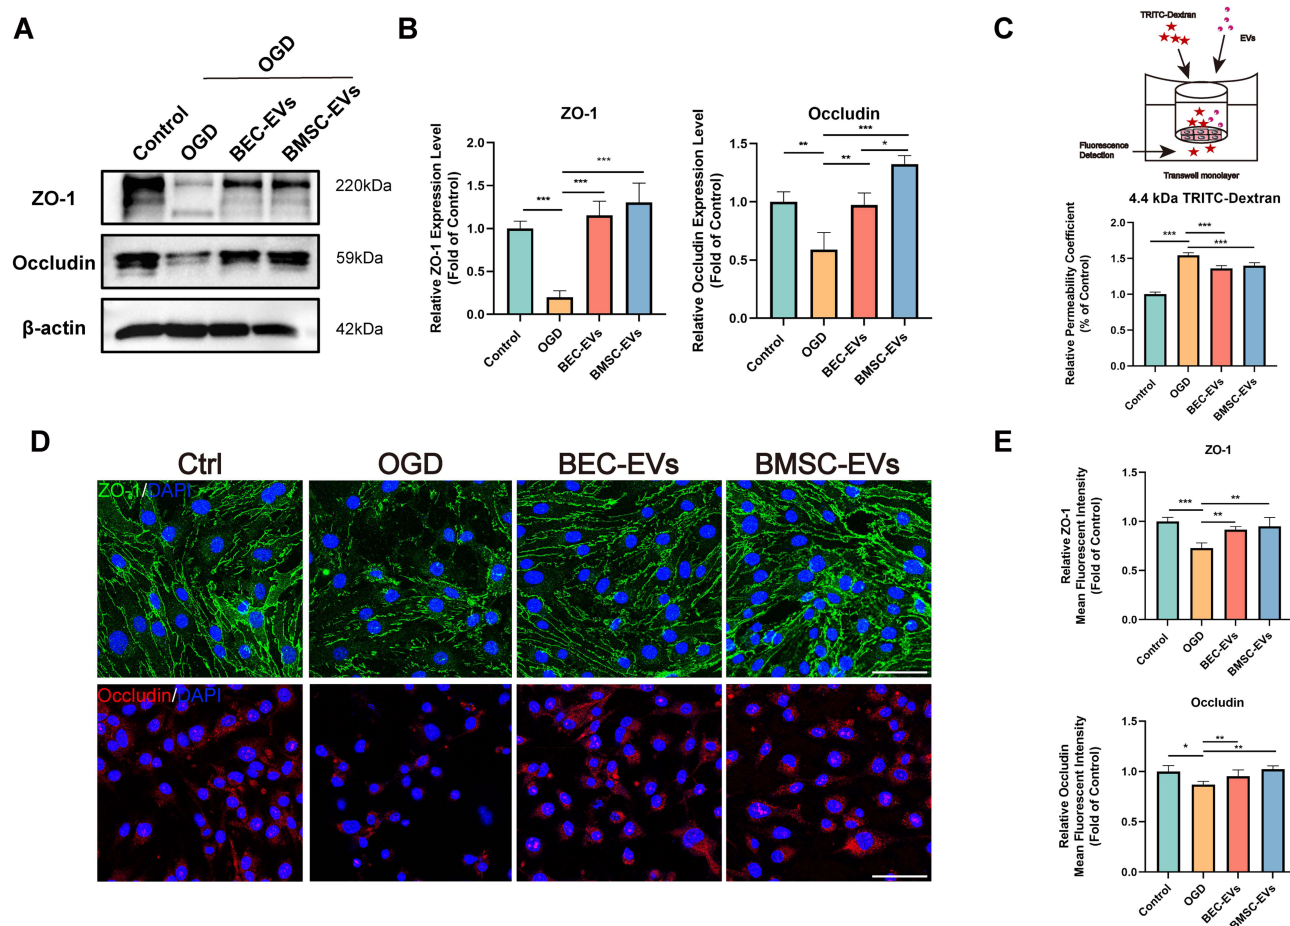 A
OGD
Control
OGD
BEC-EVs
BMSC-EVs
ZO-1
220kDa
Occludin
59kDa
β-actin
42kDa
B
ZO-1
Relative ZO-1 Expression Level
(Fold of Control)
2.0
1.5
1.0
0.5
0.0
***
***
***
Control
OGD
BEC-EVs
BMSC-EVs
Occludin
Relative Occludin Expression Level
(Fold of Control)
1.5
1.0
0.5
0.0
***
**
**
*
Control
OGD
BEC-EVs
BMSC-EVs
C
TRITC-Dextran
EVs
Fluorescence
Detection
Transwell monolayer
4.4 kDa TRITC-Dextran
Relative Permeability Coefficient
(% of Control)
2.0
1.5
1.0
0.5
0.0
***
***
***
Control
OGD
BEC-EVs
BMSC-EVs
D
Ctrl
OGD
BEC-EVs
BMSC-EVs
ZO-1/DAPI
Occludin/DAPI
E
ZO-1
Relative ZO-1
Mean Fluorescent Intensity
(Fold of Control)
1.5
1.0
0.5
0.0
***
**
**
Control
OGD
BEC-EVs
BMSC-EVs
Occludin
Relative Occludin
Mean Fluorescent Intensity
(Fold of Control)
1.5
1.0
0.5
0.0
*
**
**
Control
OGD
BEC-EVs
BMSC-EVs